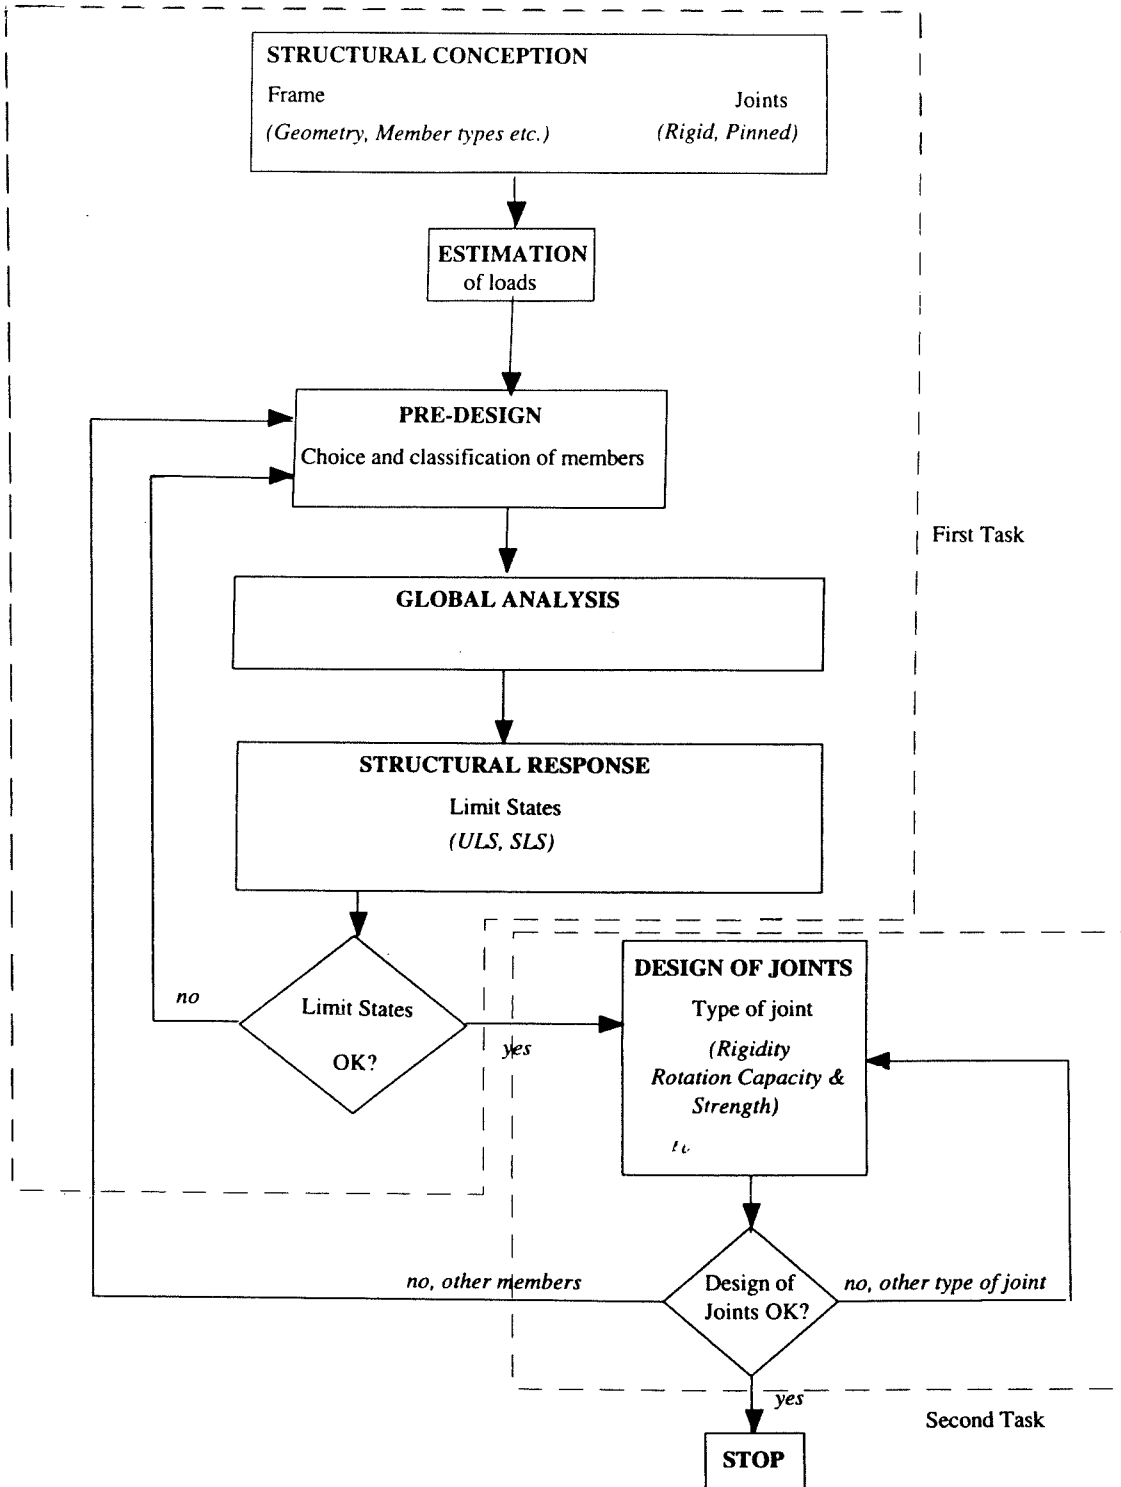 STRUCTURAL CONCEPTION
Frame
Joints
(Geometry, Member types etc.)
(Rigid, Pinned)
ESTIMATION
of loads
PRE-DESIGN
Choice and classification of members
First Task
GLOBAL ANALYSIS
STRUCTURAL RESPONSE
Limit States
(ULS, SLS)
no
Limit States
OK?
yes
DESIGN OF JOINTS
Type of joint
(Rigidity
Rotation Capacity &
Strength)
no, other members
Design of
Joints OK?
no, other type of joint
yes
Second Task
STOP